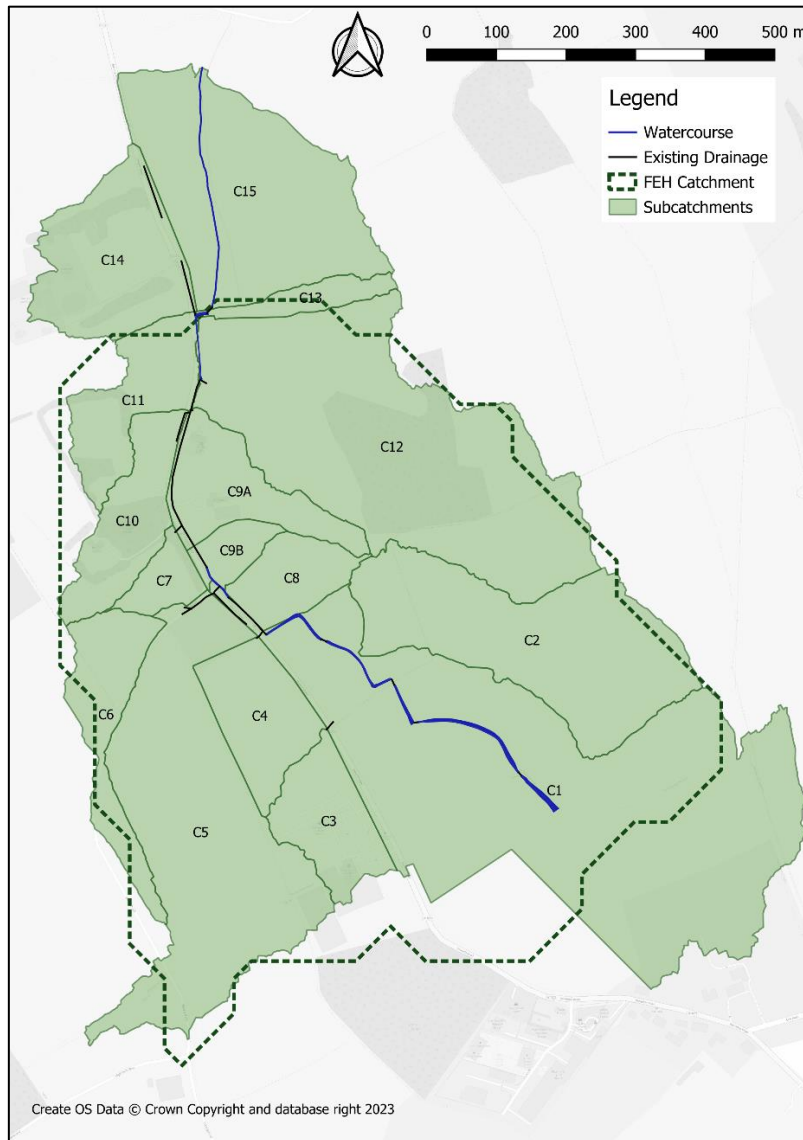 0 100 200 300 400 500 m
Legend
Watercourse
Existing Drainage
FEH Catchment
Subcatchments
C15
C14
C13
C11
C12
C9A
C10
C9B
C7
C8
C2
C6
C4
C1
C3
C5
Create OS Data © Crown Copyright and database right 2023